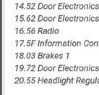 14.52 Door Electronics
15.62 Door Electronics
16.56 Radio
17.5F Information Con
18.03 Brakes 1
19.72 Door Electronics
20.55 Headlight Regula